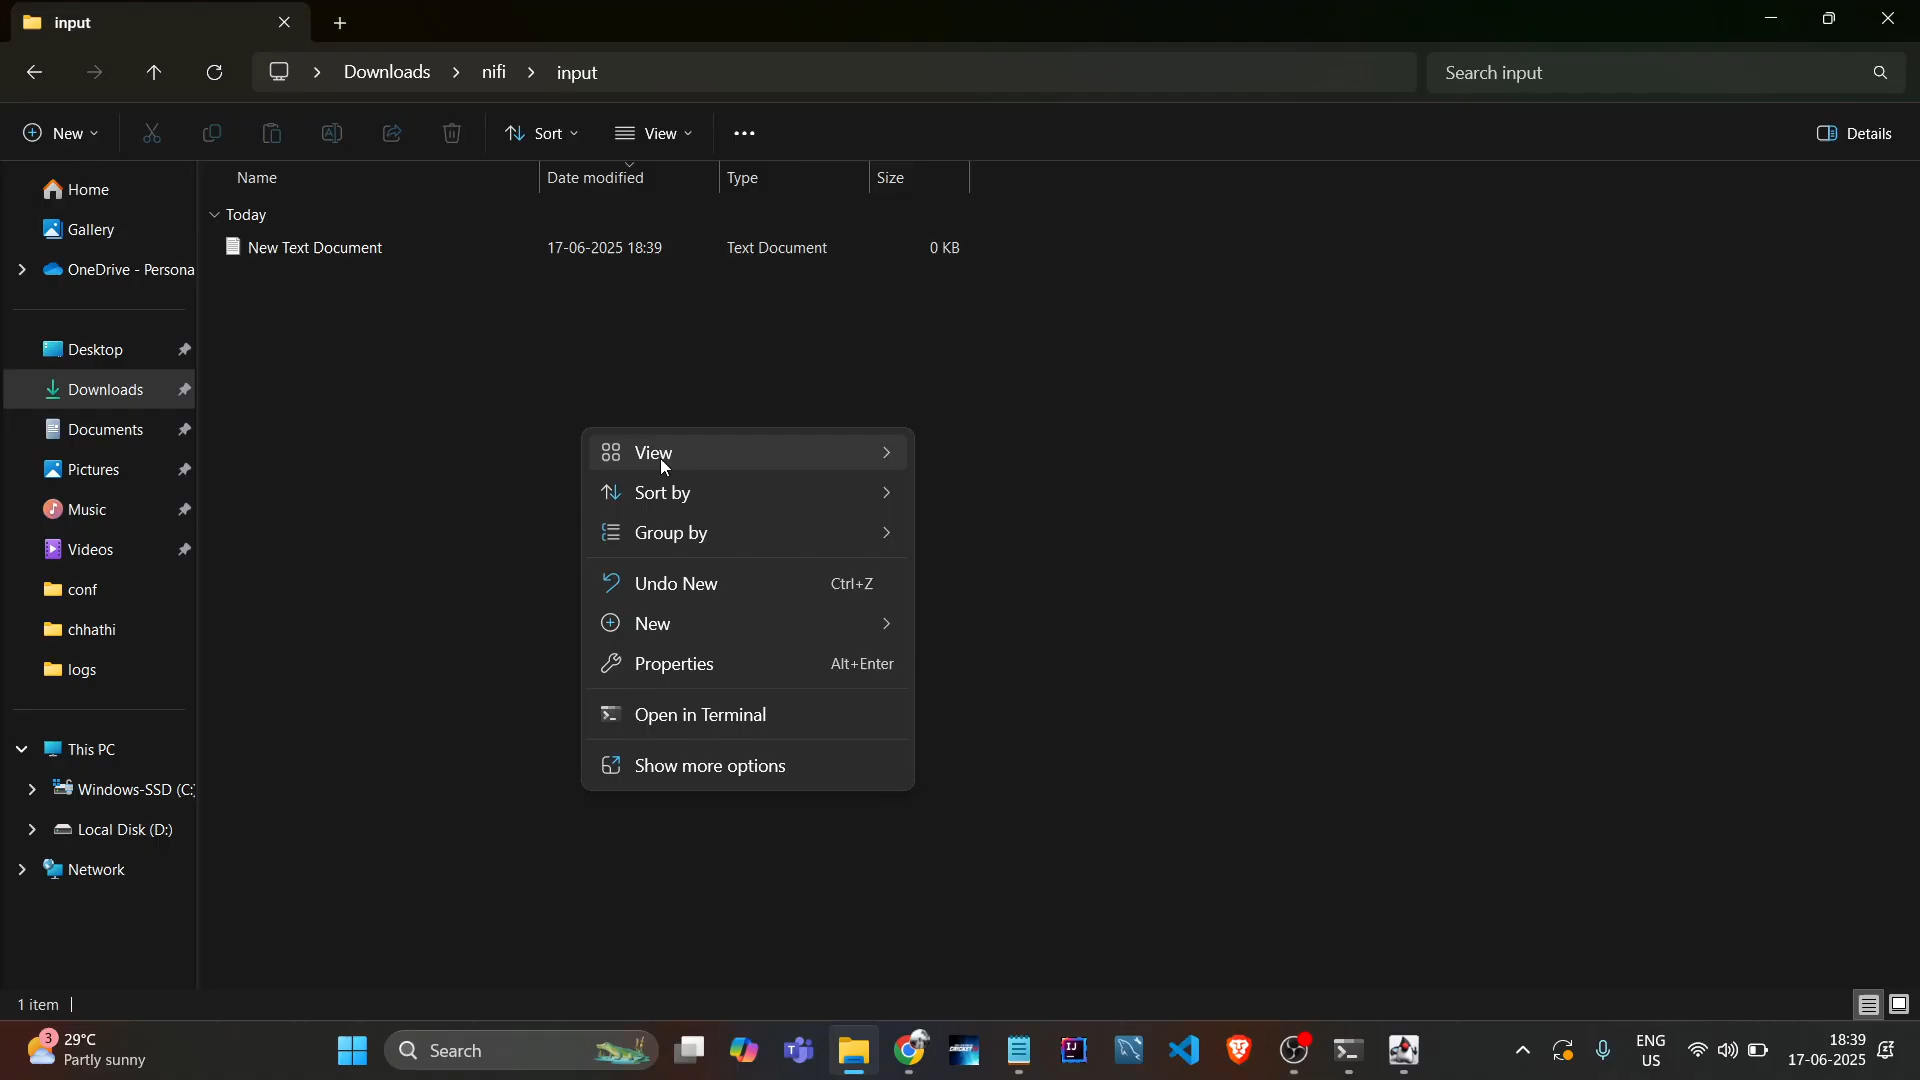 input
Downloads > nifi > input
Search input
New
Sort
View
Details
Name
Date modified
Type
Size
Today
New Text Document
17-06-2025 18:39
Text Document
0 KB
Home
Gallery
OneDrive - Persona
Desktop
Downloads
Documents
Pictures
Music
Videos
conf
chhathi
logs
This PC
Windows-SSD (C:
Local Disk (D:)
Network
View
Sort by
Group by
Undo New Ctrl+Z
New
Properties Alt+Enter
Open in Terminal
Show more options
1 item
3
29°C
Partly sunny
Search
CRICKET
IJ
ENG
US
18:39
17-06-2025